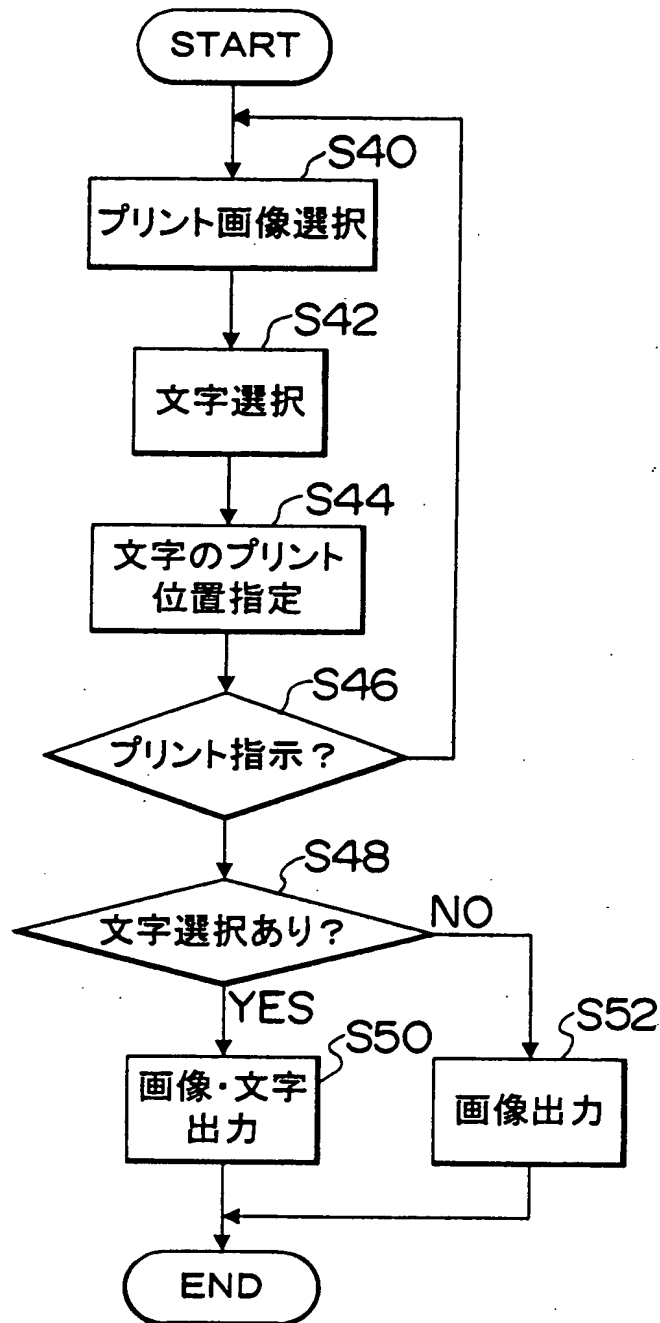 START
S40
プリント画像選択
S42
文字選択
S44
文字のプリント
位置指定
S46
プリント指示?
S48
文字選択あり?
NO
YES
S50
画像・文字
出力
S52
画像出力
END